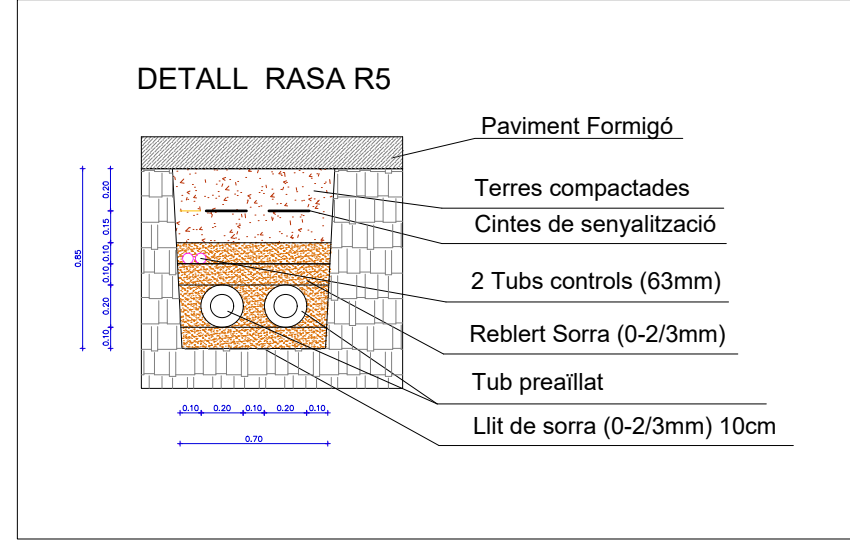 DETALL RASA R5
Paviment Formigó
Terres compactades
Cintes de senyalització
2 Tubs controls (63mm)
Reblert Sorra (0-2/3mm)
Tub preaïllat
Llit de sorra (0-2/3mm) 10cm
0.85
0.20
0.15
0.10
0.10
0.20
0.10
0.10 0.20 0.10 0.20 0.10
0.70